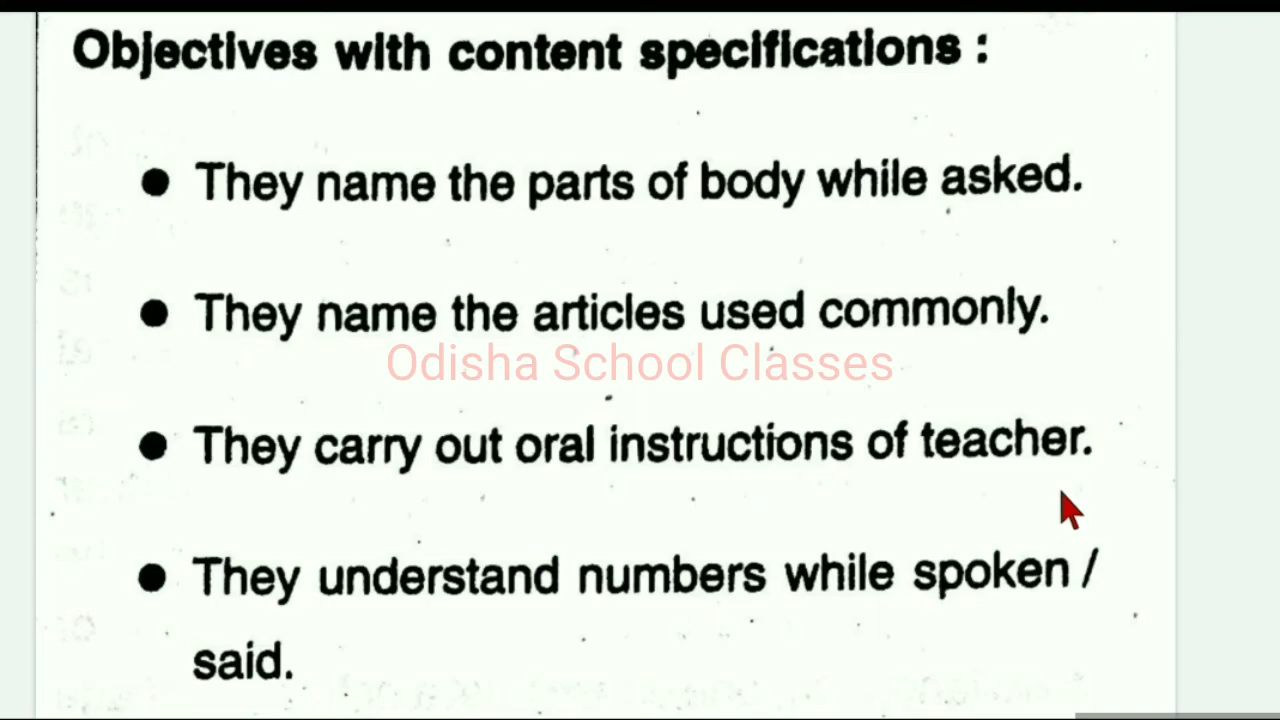 Objectives with content specifications :
● They name the parts of body while asked.
● They name the articles used commonly.
Odisha School Classes
● They carry out oral instructions of teacher.
● They understand numbers while spoken /
said.